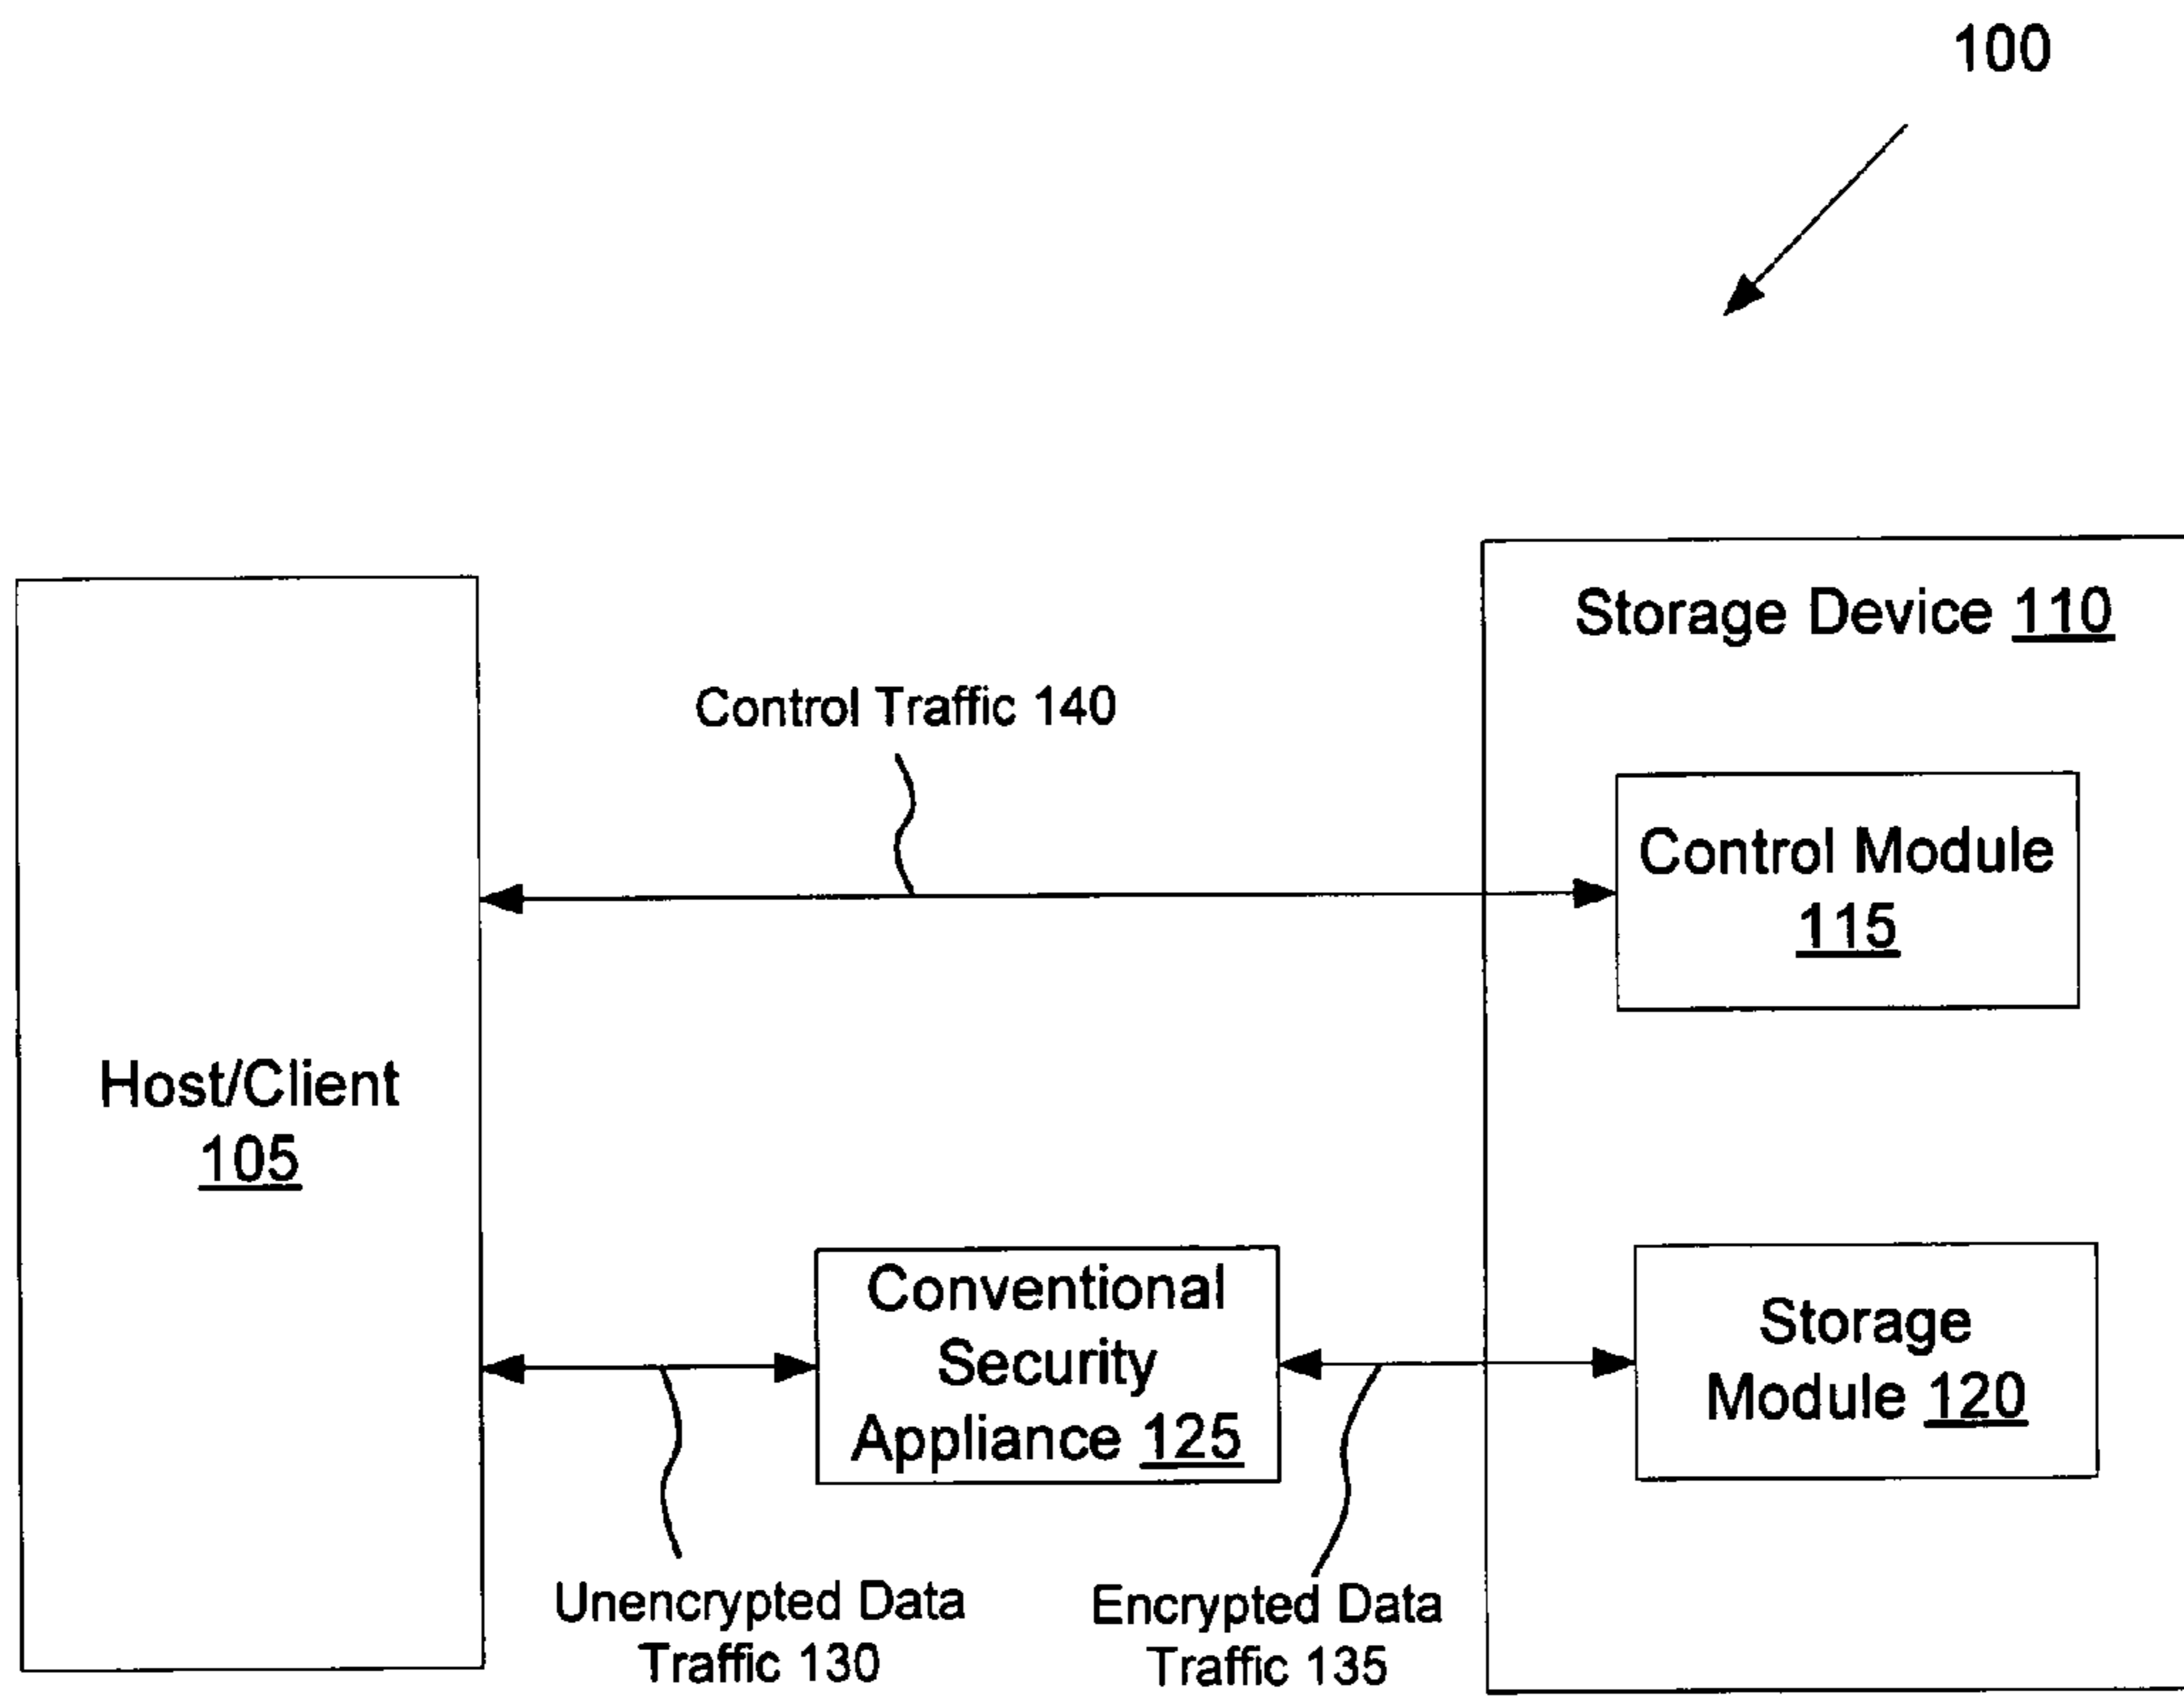 100
Storage Device 110
Control Traffic 140
Control Module
115
Host/Client
105
Conventional
Security
Appliance 125
Storage
Module 120
Unencrypted Data
Traffic 130
Encrypted Data
Traffic 135